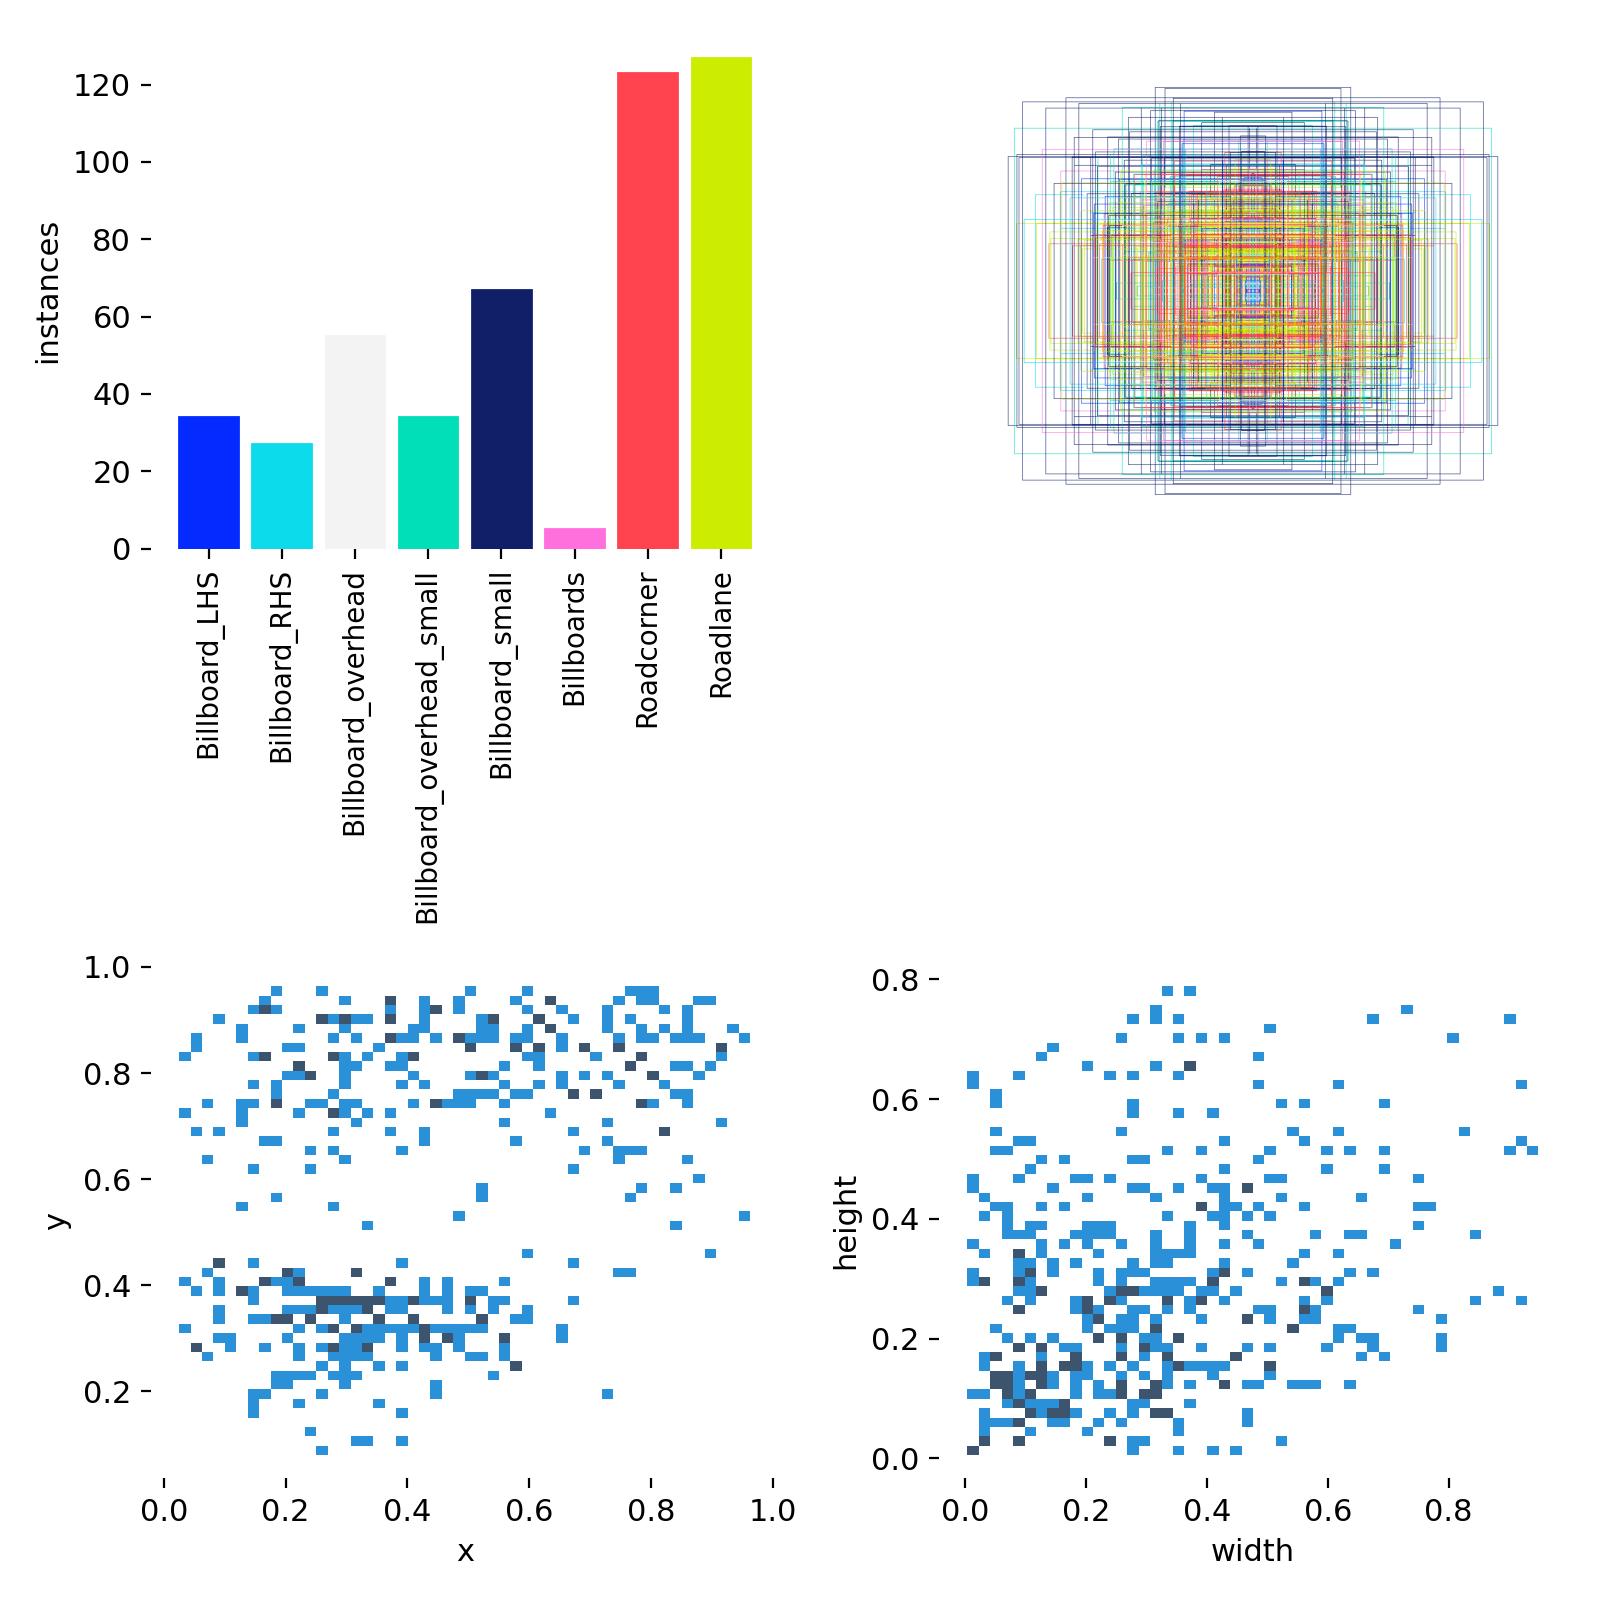 instances
120
100
80
60
40
20
0
Billboard_LHS
Billboard_RHS
Billboard_overhead
Billboard_overhead_small
Billboard_small
Billboards
Roadcorner
Roadlane
y
1.0
0.8
0.6
0.4
0.2
0.0 0.2 0.4 0.6 0.8 1.0
x
height
0.8
0.6
0.4
0.2
0.0
0.0 0.2 0.4 0.6 0.8
width